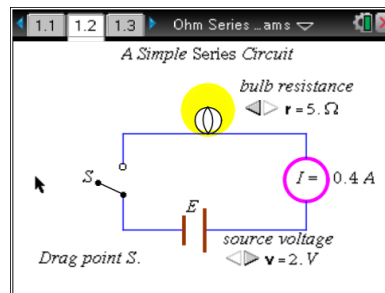 1.1 1.2 1.3 Ohm Series ...ams
A Simple Series Circuit
bulb resistance
r = 5. Ω
S
I = 0.4 A
E
source voltage
v = 2. V
Drag point S.